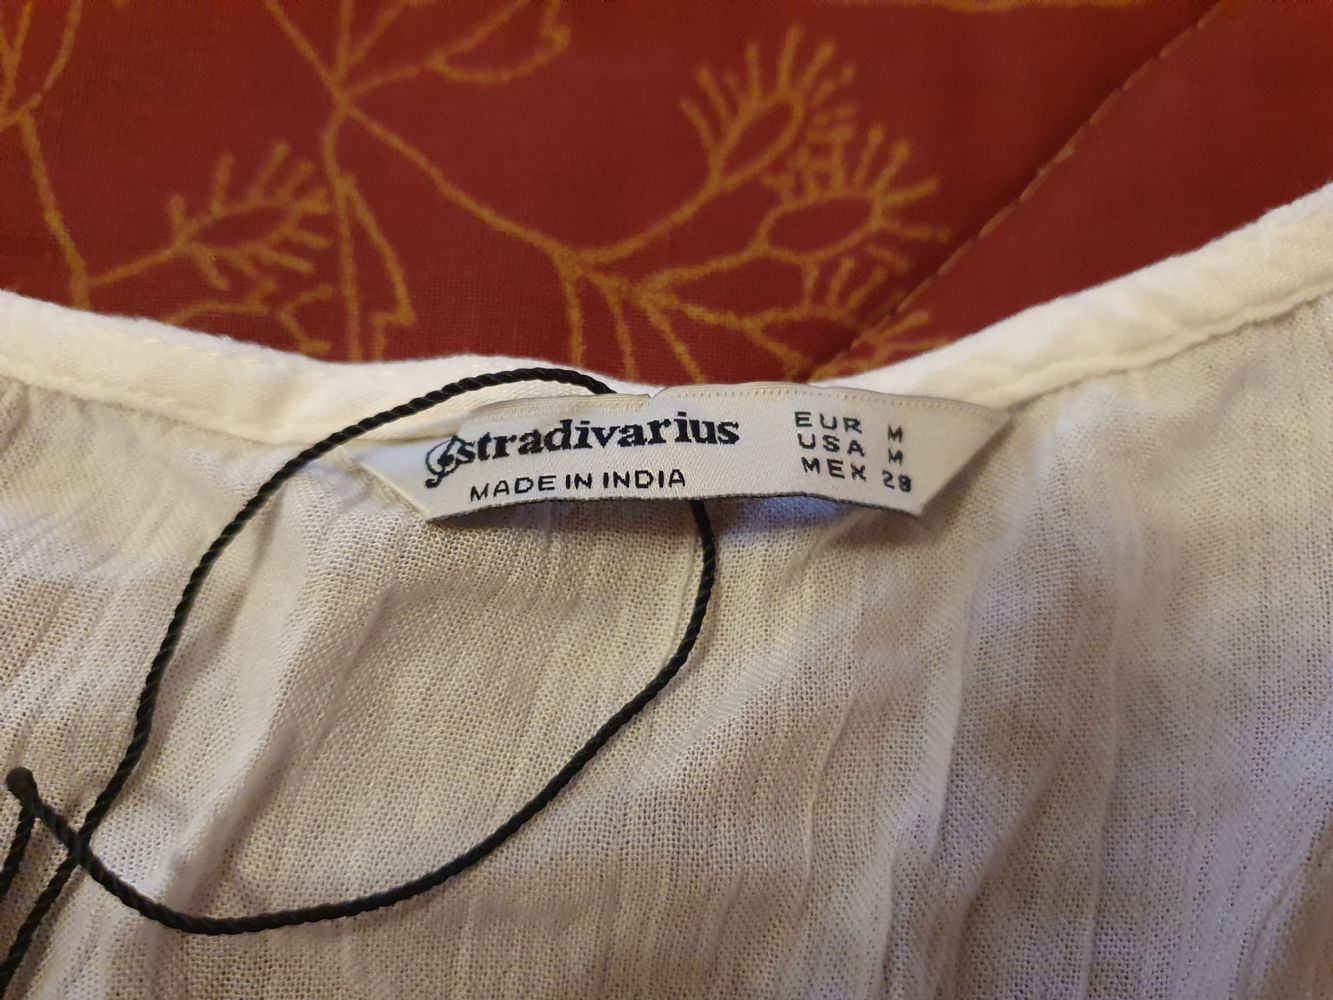 stradivarius
MADE IN INDIA
EUR M
USA M
MEX 28